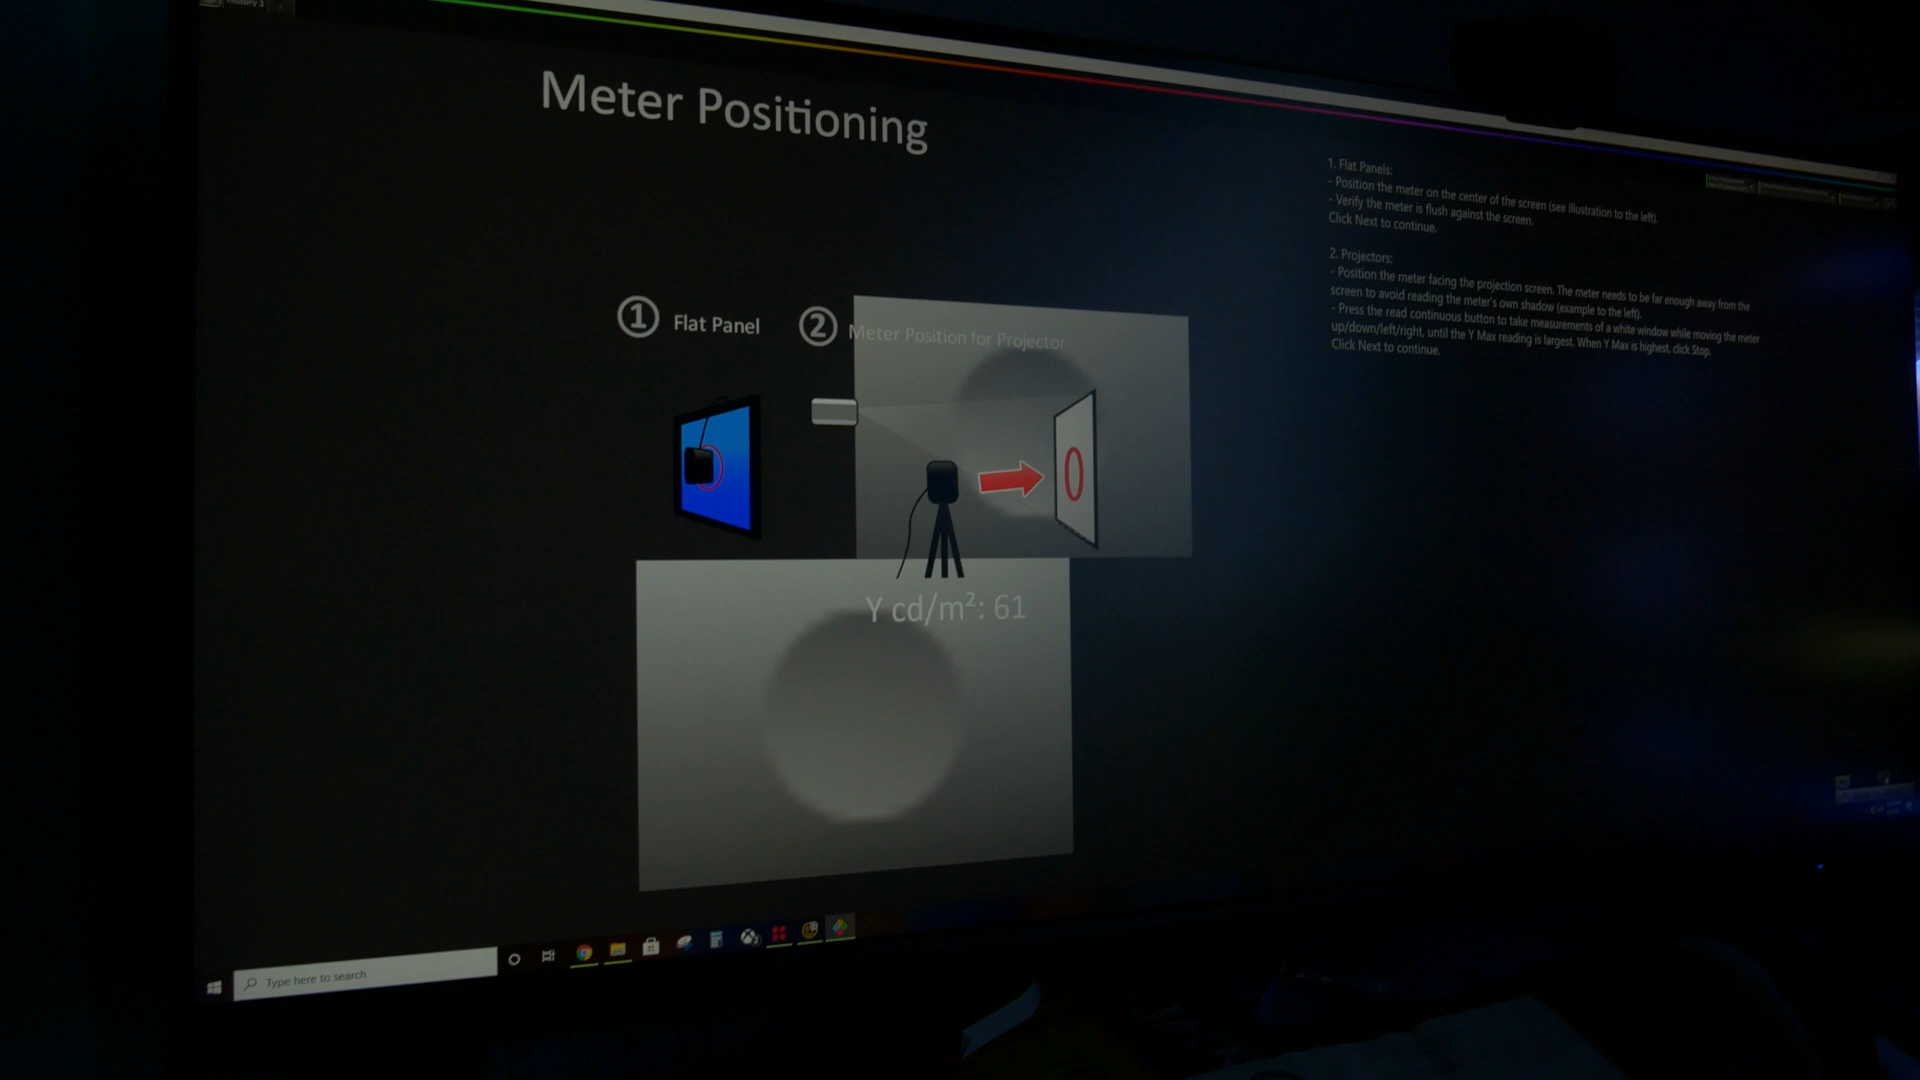 History 1
Meter Positioning
1 Flat Panel
2 Meter Position for Projector
Y cd/m²: 61
1. Flat Panels:
- Position the meter on the center of the screen (see illustration to the left).
- Verify the meter is flush against the screen.
Click Next to continue.
2. Projectors:
- Position the meter facing the projection screen. The meter needs to be far enough away from the
screen to avoid reading the meter's own shadow (example to the left).
- Press the read continuous button to take measurements of a white window while moving the meter
up/down/left/right, until the Y Max reading is largest. When Y Max is highest, click Stop.
Click Next to continue.
Type here to search